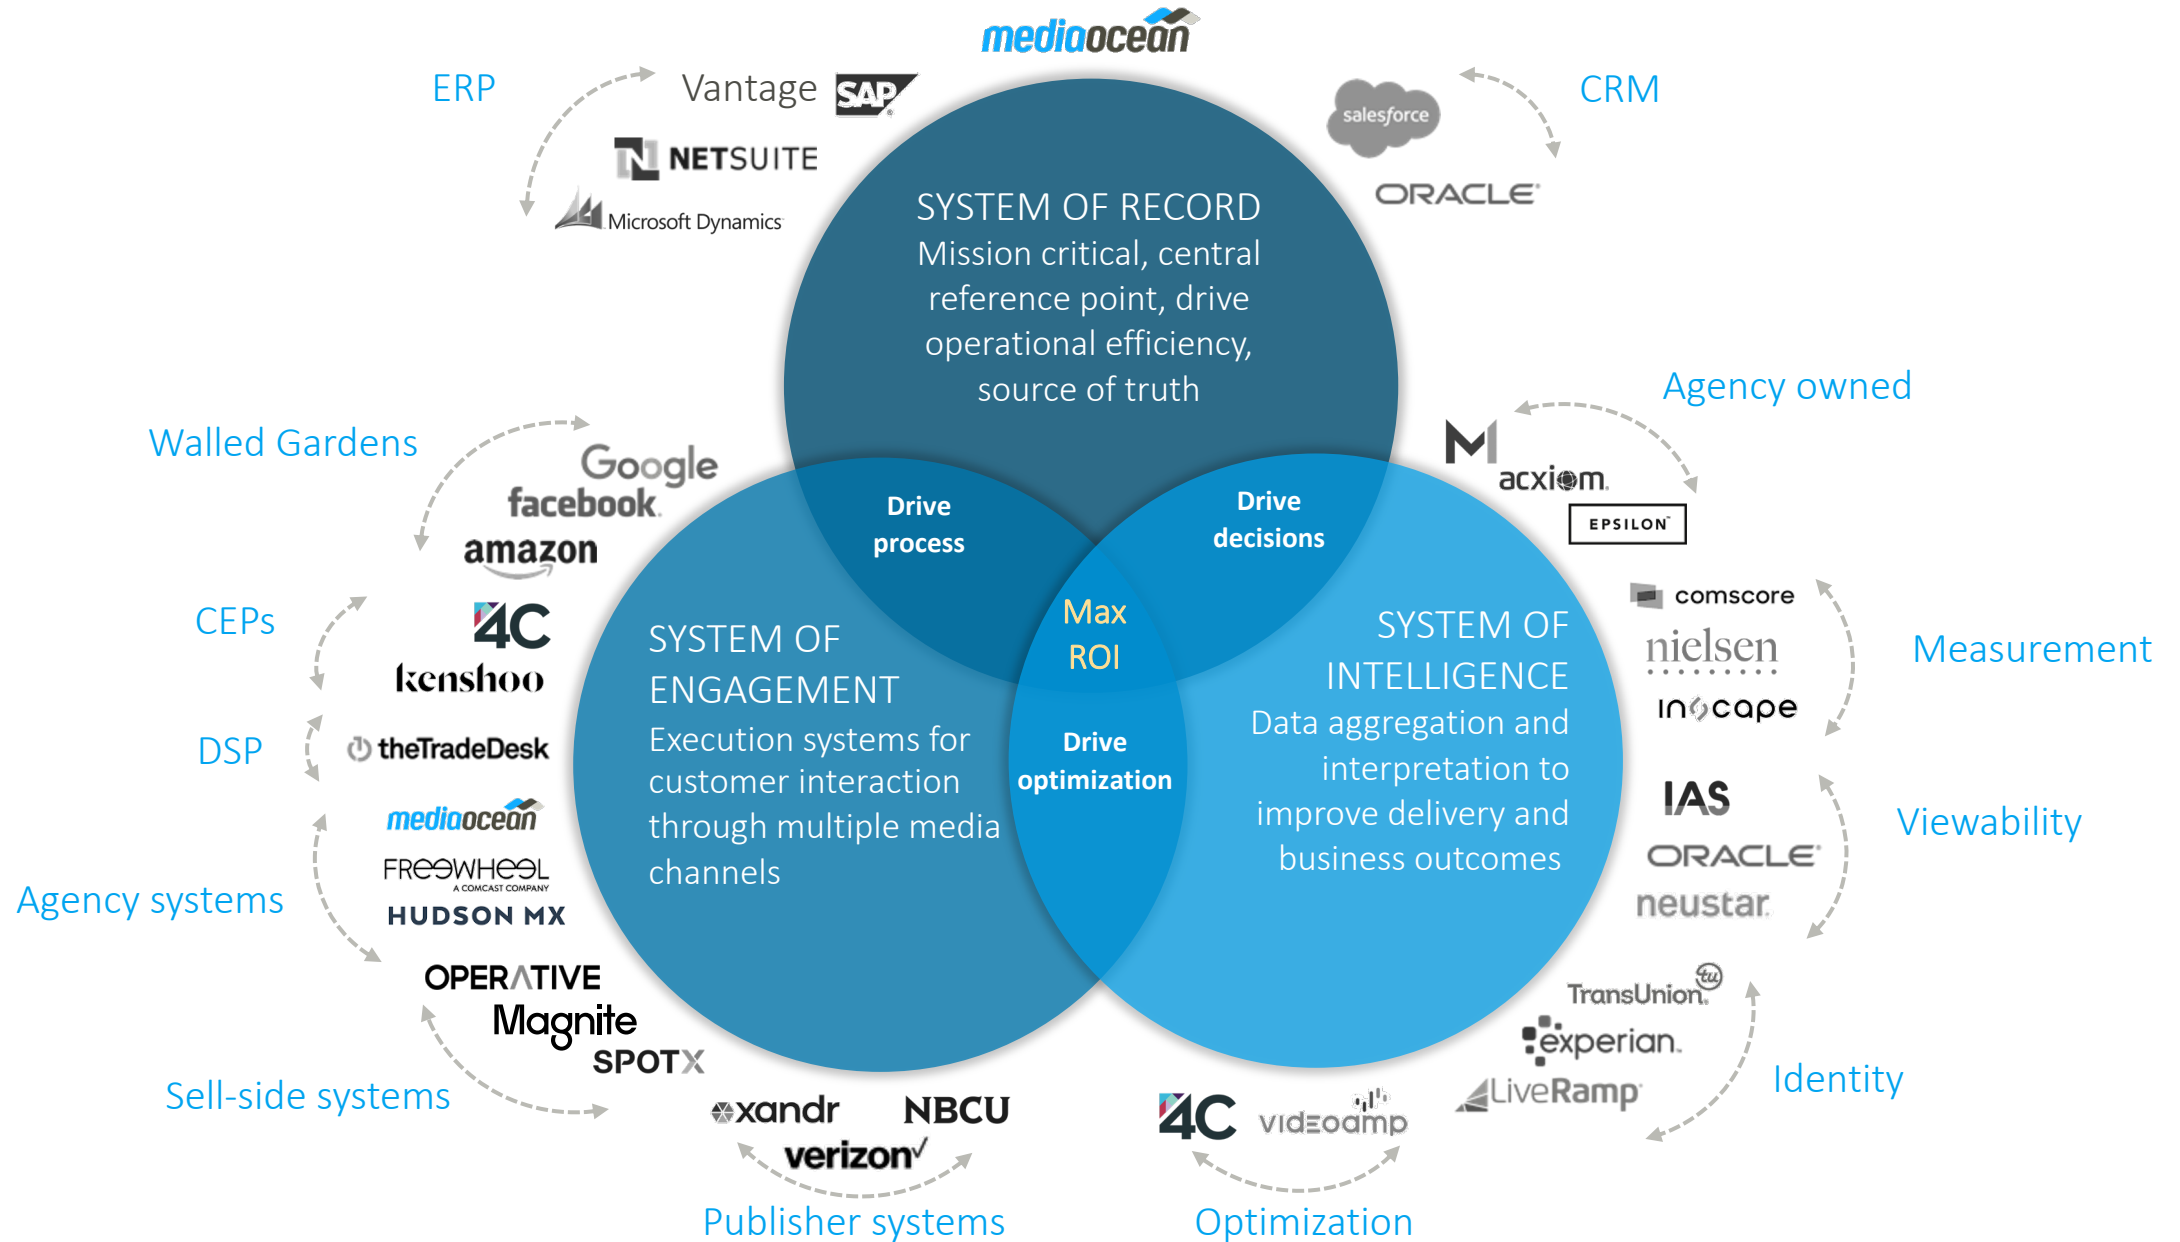 mediaocean
ERP
Vantage
SAP
NETSUITE
Microsoft Dynamics
salesforce
ORACLE
CRM
SYSTEM OF RECORD
Mission critical, central
reference point, drive
operational efficiency,
source of truth
Walled Gardens
Google
facebook
amazon
CEPs
4C
kenshoo
DSP
theTradeDesk
mediaocean
FREEWHEEL
A COMCAST COMPANY
HUDSON MX
Agency systems
OPERATIVE
Magnite
SPOTX
Sell-side systems
xandr
NBCU
verizon
Publisher systems
Drive
process
Drive
decisions
Max
ROI
Drive
optimization
SYSTEM OF
ENGAGEMENT
Execution systems for
customer interaction
through multiple media
channels
SYSTEM OF
INTELLIGENCE
Data aggregation and
interpretation to
improve delivery and
business outcomes
Agency owned
M
acxiom
EPSILON
comscore
nielsen
inscape
Measurement
IAS
ORACLE
neustar
Viewability
tu
TransUnion
experian
LiveRamp
Identity
4C
VIDEOAMP
Optimization